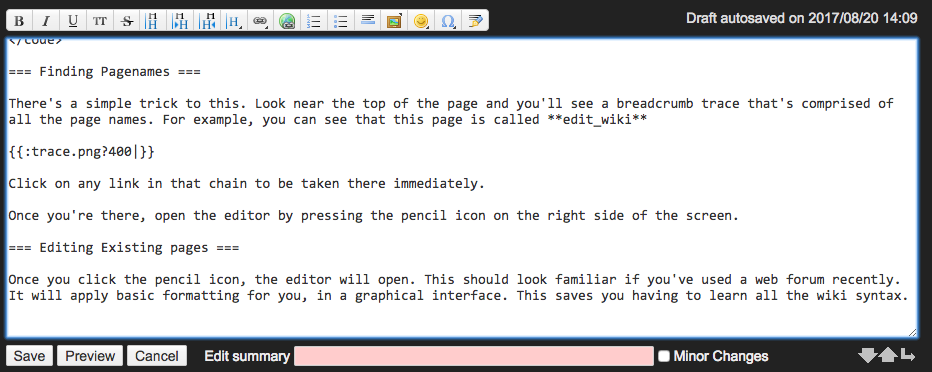 B I U TT S H H H H
Draft autosaved on 2017/08/20 14:09
</code>
=== Finding Pagenames ===
There's a simple trick to this. Look near the top of the page and you'll see a breadcrumb trace that's comprised of
all the page names. For example, you can see that this page is called **edit_wiki**
{{:trace.png?400|}}
Click on any link in that chain to be taken there immediately.
Once you're there, open the editor by pressing the pencil icon on the right side of the screen.
=== Editing Existing pages ===
Once you click the pencil icon, the editor will open. This should look familiar if you've used a web forum recently.
It will apply basic formatting for you, in a graphical interface. This saves you having to learn all the wiki syntax.
Save Preview Cancel Edit summary Minor Changes